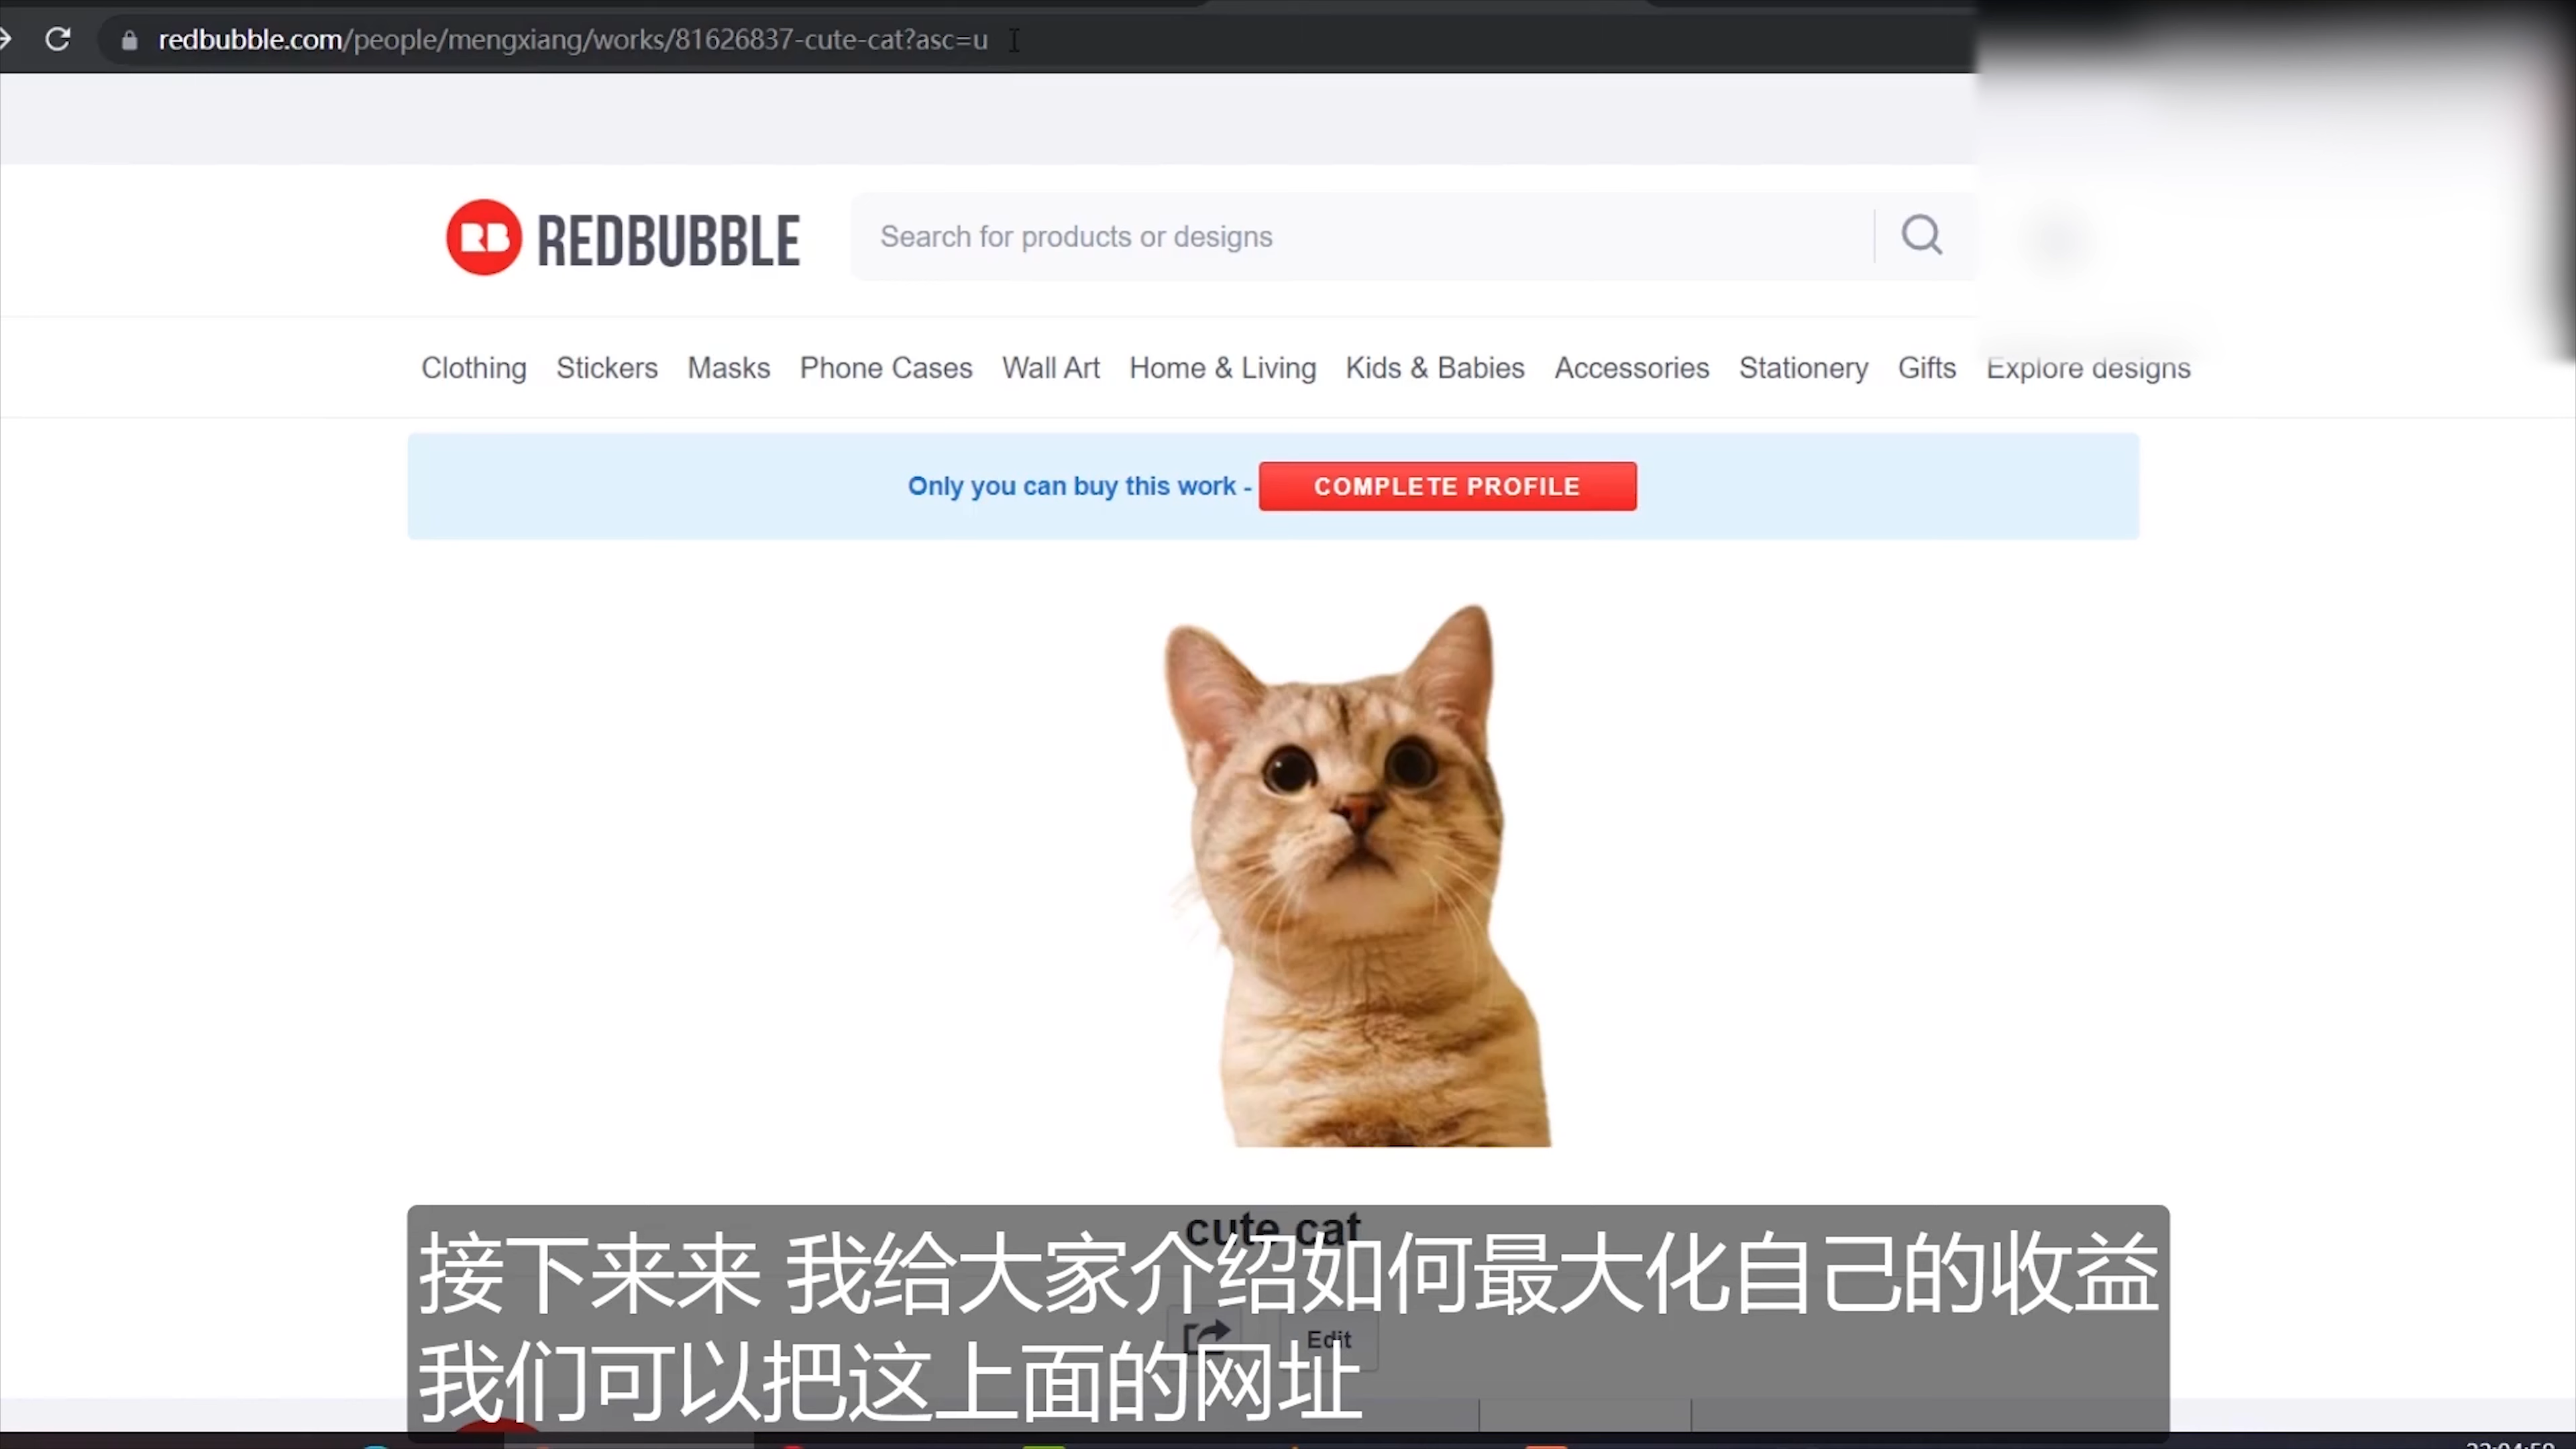 redbubble.com/people/mengxiang/works/81626837-cute-cat?asc=u
RB REDBUBBLE
Search for products or designs
Clothing Stickers Masks Phone Cases Wall Art Home & Living Kids & Babies Accessories Stationery Gifts Explore designs
Only you can buy this work - COMPLETE PROFILE
cute cat
接下来来 我给大家介绍如何最大化自己的收益
Edit
我们可以把这上面的网址